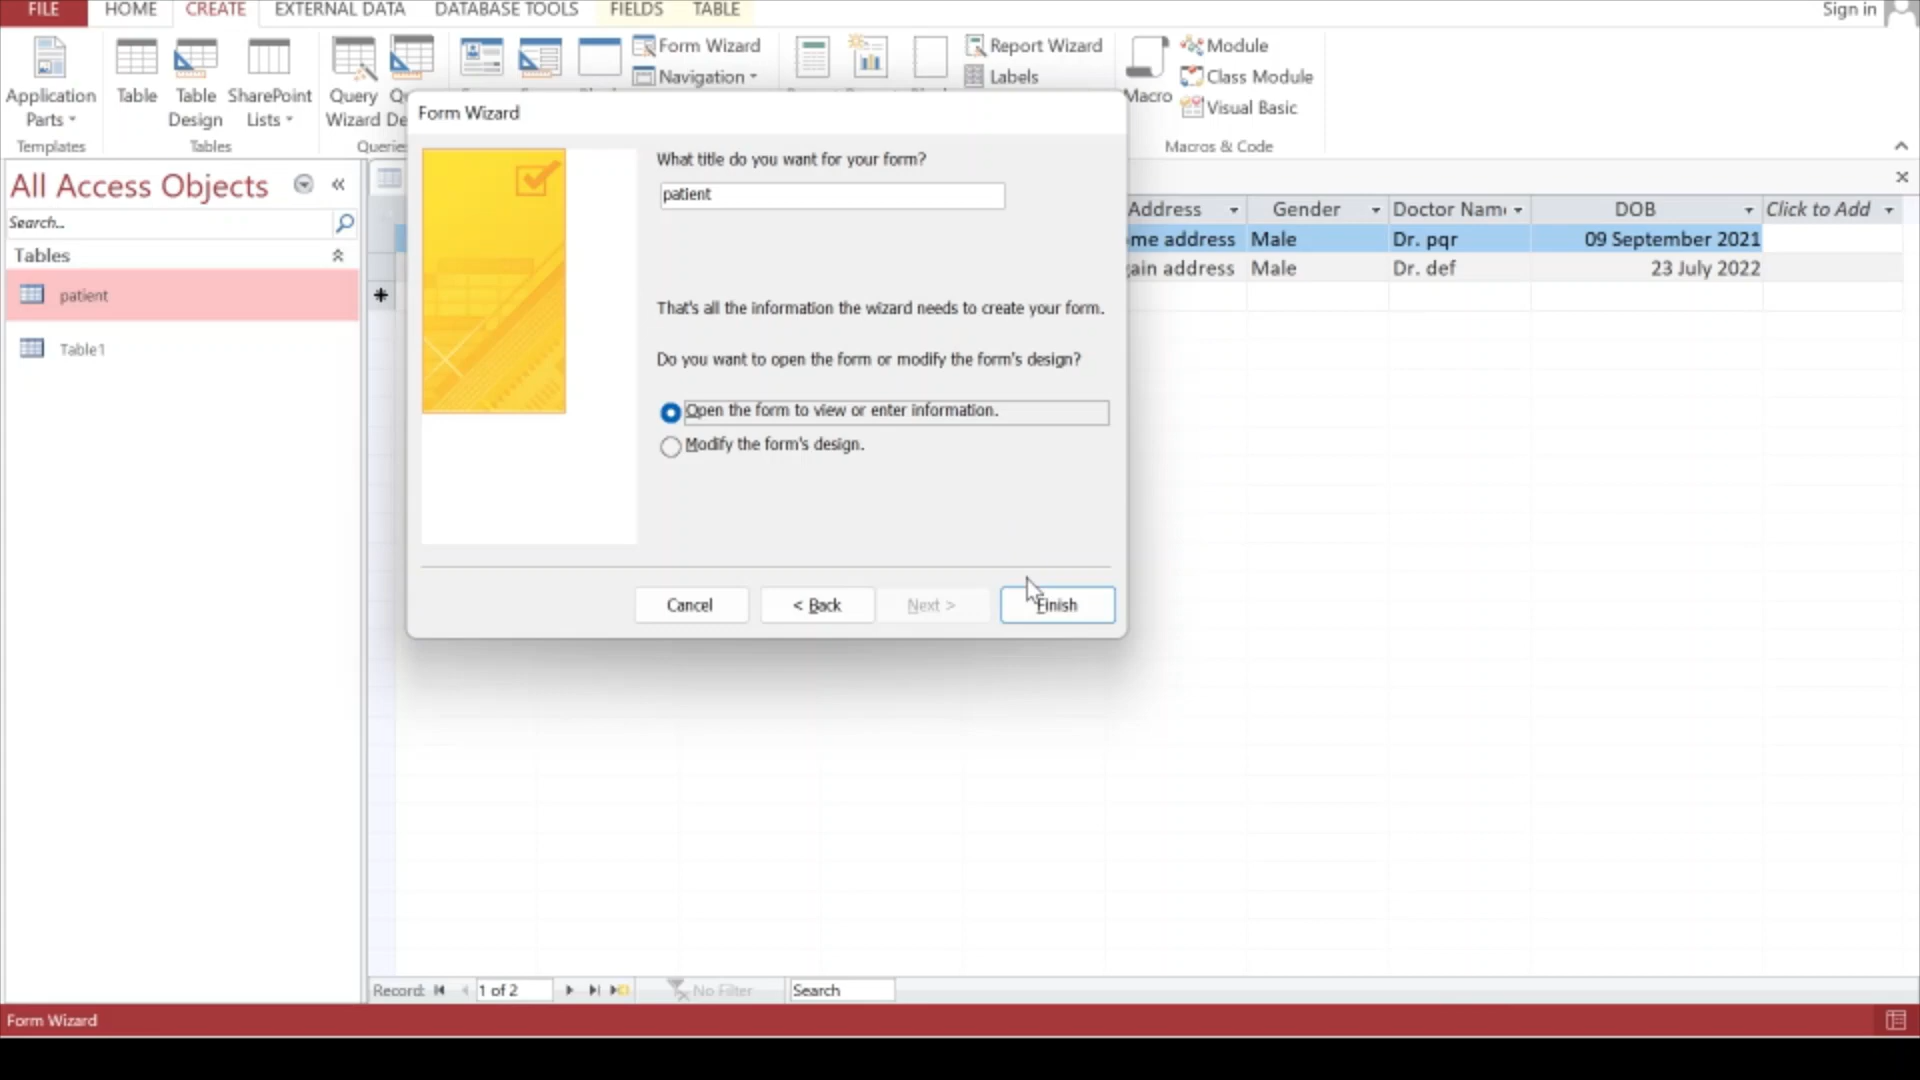 FILE HOME CREATE EXTERNAL DATA DATABASE TOOLS FIELDS TABLE Sign in
Form Wizard Report Wizard Module
Navigation Labels Class Module
Application Table Table SharePoint Query Macro Visual Basic
Parts Design Lists Wizard
Templates Tables Macros & Code
Form Wizard
All Access Objects
Search...
Tables
patient
Table1
What title do you want for your form?
patient
That's all the information the wizard needs to create your form.
Do you want to open the form or modify the form's design?
Open the form to view or enter information.
Modify the form's design.
Cancel < Back Next > Finish
Address Gender DOB Click to Add
address Male Dr. pqr 09 September 2021
address Male Dr. def 23 July 2022
Record: 1 of 2 No Filter Search
Form Wizard